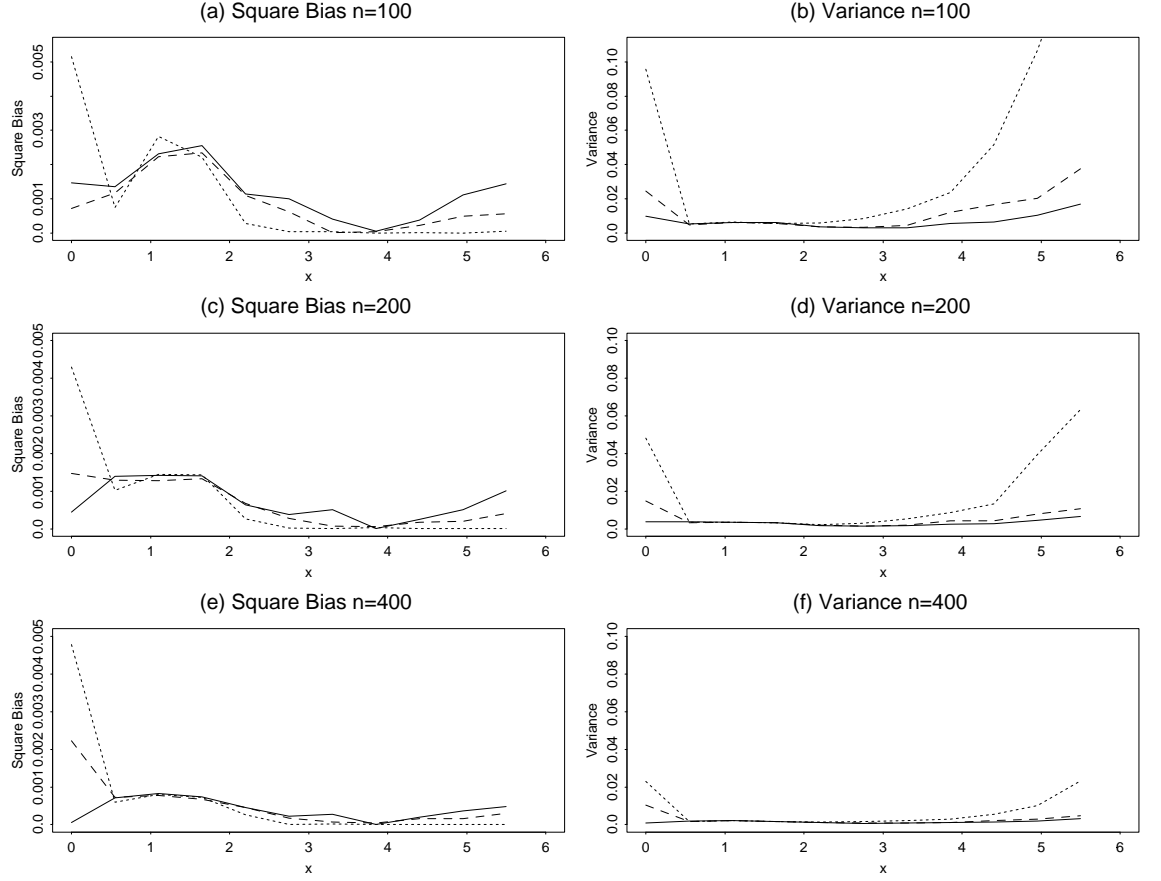 (a) Square Bias n=100
Square Bias
0.0 0.001 0.003 0.005
0 1 2 3 4 5 6
x
(b) Variance n=100
Variance
0.0 0.02 0.04 0.06 0.08 0.10
0 1 2 3 4 5 6
x
(c) Square Bias n=200
Square Bias
0.0 0.001 0.002 0.003 0.004 0.005
0 1 2 3 4 5 6
x
(d) Variance n=200
Variance
0.0 0.02 0.04 0.06 0.08 0.10
0 1 2 3 4 5 6
x
(e) Square Bias n=400
Square Bias
0.0 0.001 0.002 0.003 0.004 0.005
0 1 2 3 4 5 6
x
(f) Variance n=400
Variance
0.0 0.02 0.04 0.06 0.08 0.10
0 1 2 3 4 5 6
x